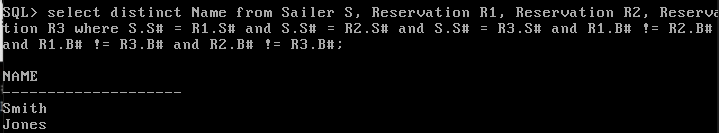 SQL> select distinct Name from Sailer S, Reservation R1, Reservation R2, Reserva
tion R3 where S.S# = R1.S# and S.S# = R2.S# and S.S# = R3.S# and R1.B# != R2.B#
and R1.B# != R3.B# and R2.B# != R3.B#;
NAME
--------------------
Smith
Jones